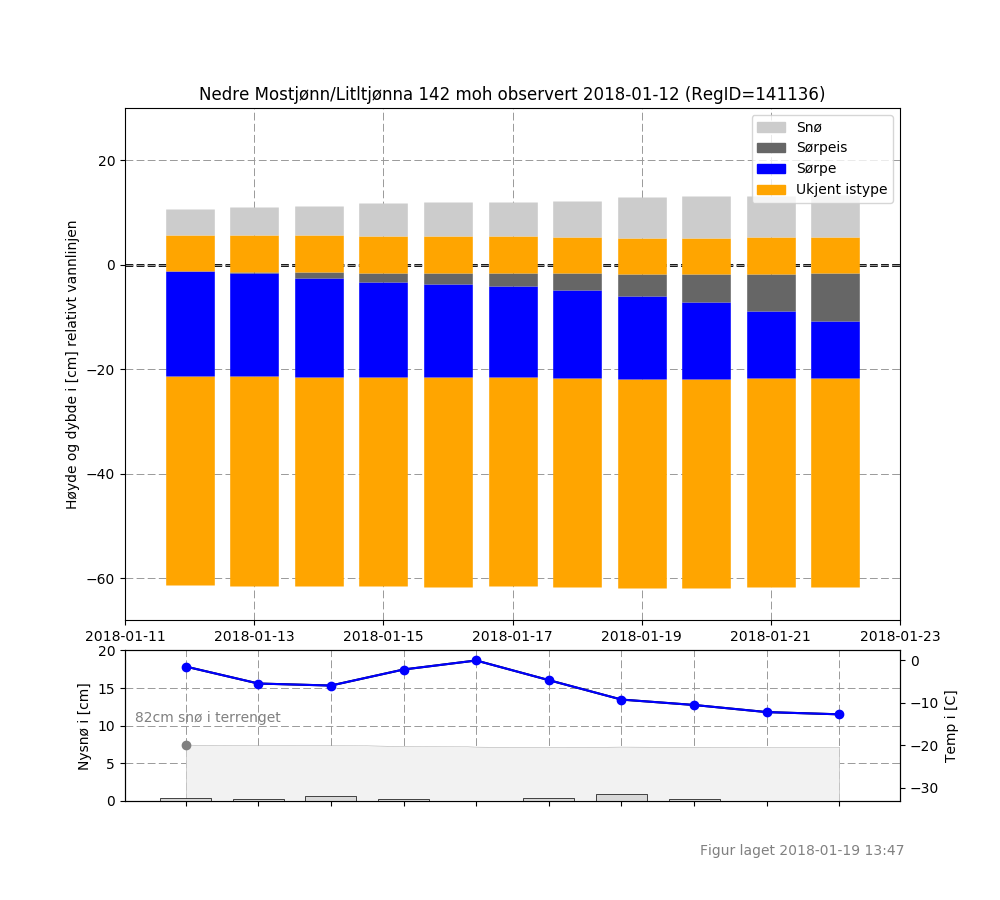 Nedre Mostjønn/Litltjønna 142 moh observert 2018-01-12 (RegID=141136)
Snø
Sørpeis
Sørpe
Ukjent istype
Høyde og dybde i [cm] relativt vannlinjen
20
0
−20
−40
−60
2018-01-11 2018-01-13 2018-01-15 2018-01-17 2018-01-19 2018-01-21 2018-01-23
Nysnø i [cm]
20
15
10
5
0
82cm snø i terrenget
0
−10
−20
−30
Temp i [C]
Figur laget 2018-01-19 13:47